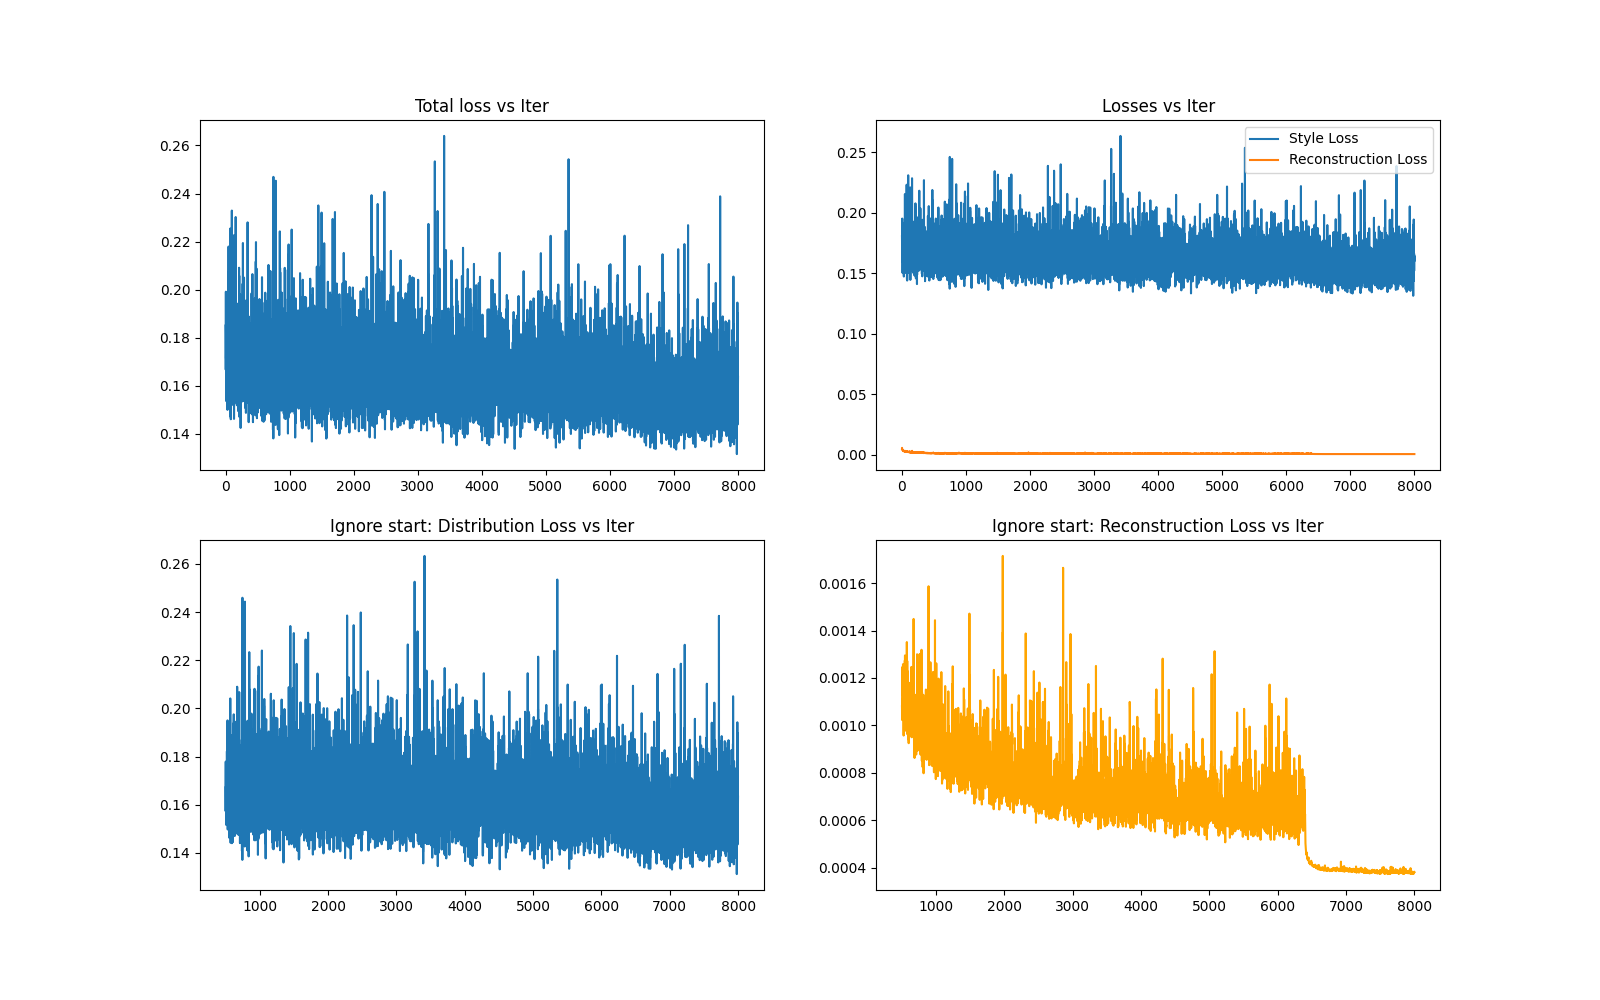 Total loss vs Iter
0.26
0.24
0.22
0.20
0.18
0.16
0.14
0 1000 2000 3000 4000 5000 6000 7000 8000
Losses vs Iter
Style Loss
Reconstruction Loss
0.25
0.20
0.15
0.10
0.05
0.00
0 1000 2000 3000 4000 5000 6000 7000 8000
Ignore start: Distribution Loss vs Iter
0.26
0.24
0.22
0.20
0.18
0.16
0.14
1000 2000 3000 4000 5000 6000 7000 8000
Ignore start: Reconstruction Loss vs Iter
0.0016
0.0014
0.0012
0.0010
0.0008
0.0006
0.0004
1000 2000 3000 4000 5000 6000 7000 8000